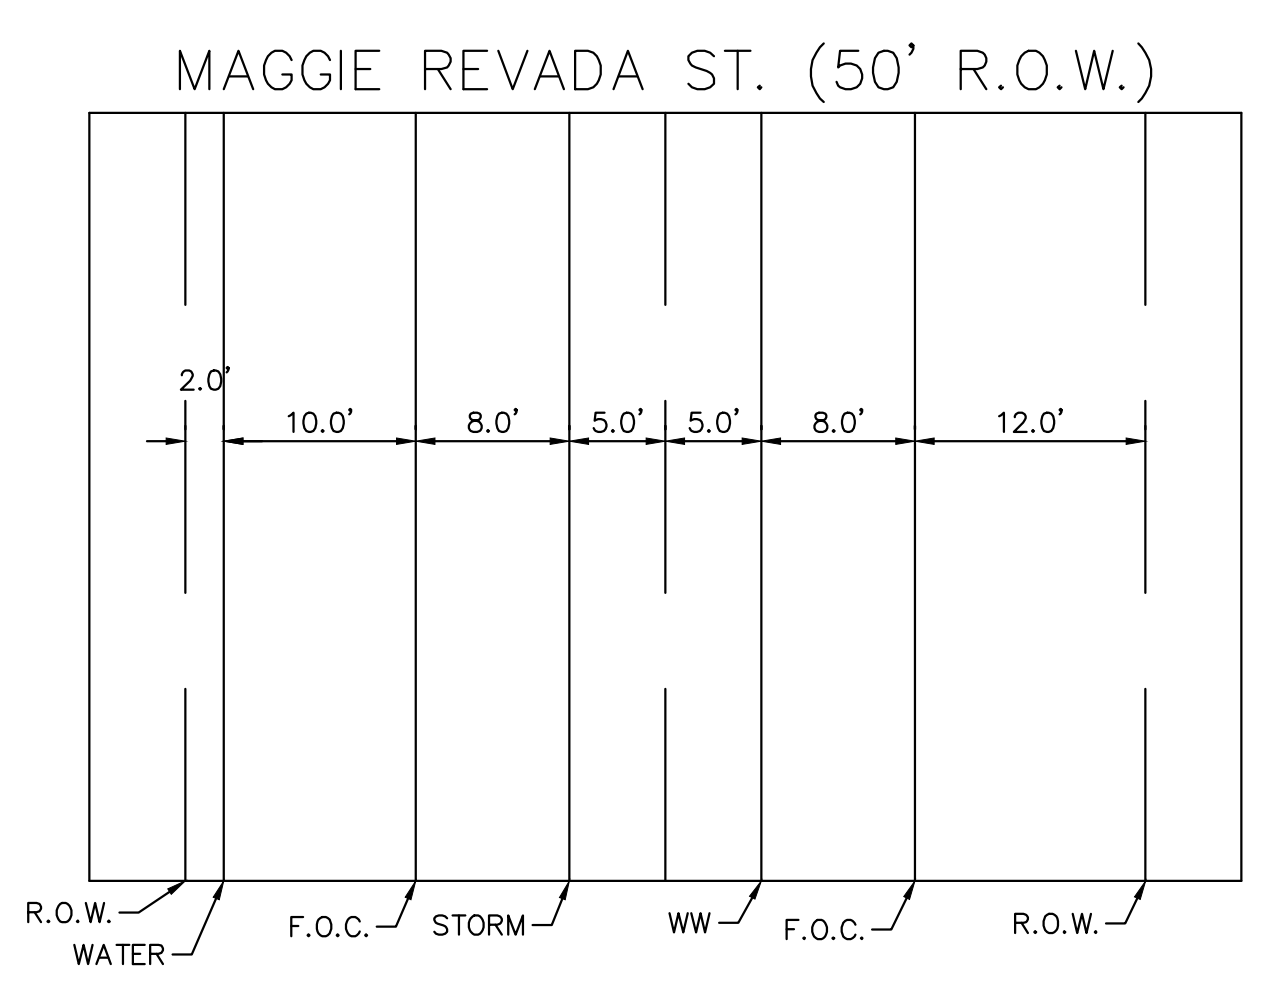 MAGGIE REVADA ST. (50' R.O.W.)
2.0'
10.0' 8.0' 5.0' 5.0' 8.0' 12.0'
R.O.W. WATER F.O.C. STORM WW F.O.C. R.O.W.